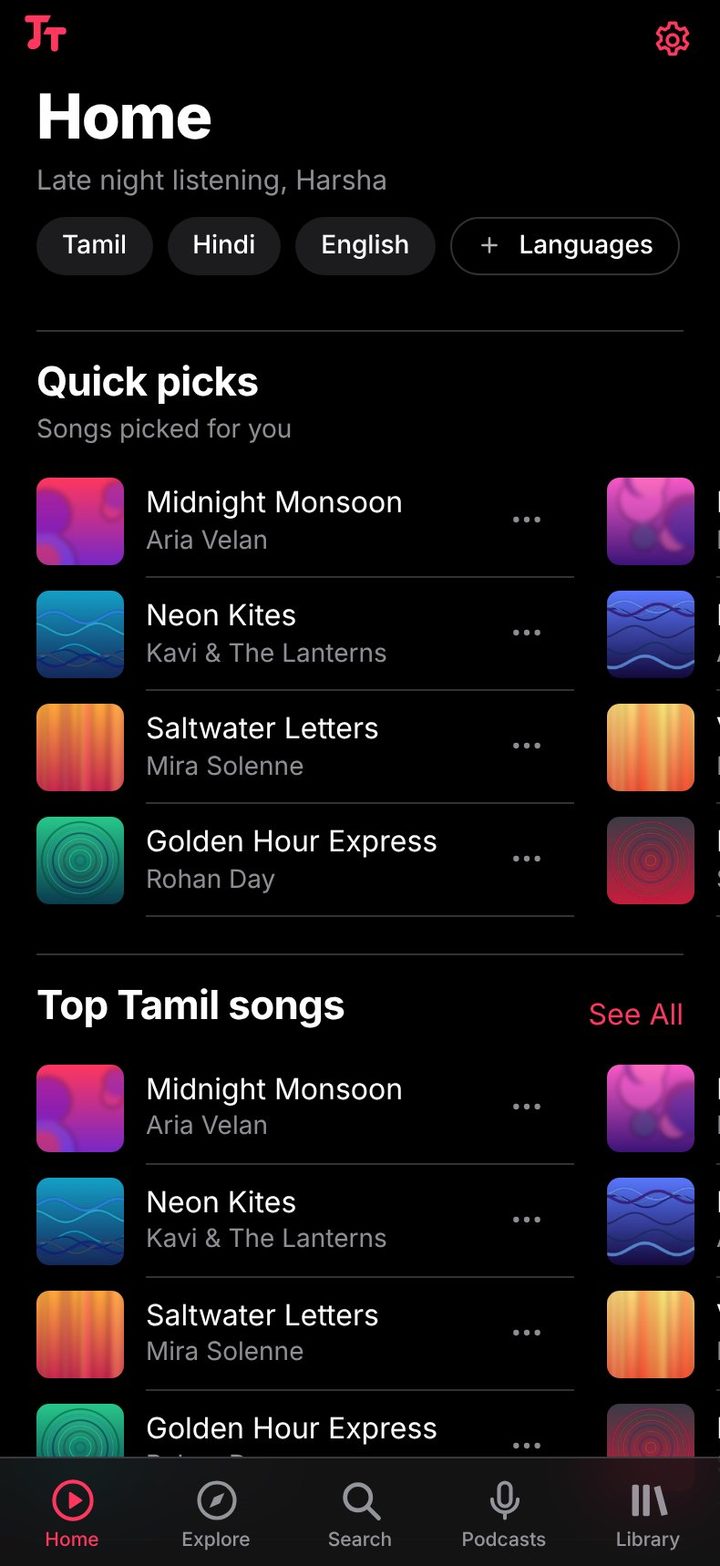 TT
Home
Late night listening, Harsha
Tamil
Hindi
English
+ Languages
Quick picks
Songs picked for you
Midnight Monsoon
Aria Velan
Neon Kites
Kavi & The Lanterns
Saltwater Letters
Mira Solenne
Golden Hour Express
Rohan Day
Top Tamil songs
See All
Midnight Monsoon
Aria Velan
Neon Kites
Kavi & The Lanterns
Saltwater Letters
Mira Solenne
Golden Hour Express
Home
Explore
Search
Podcasts
Library